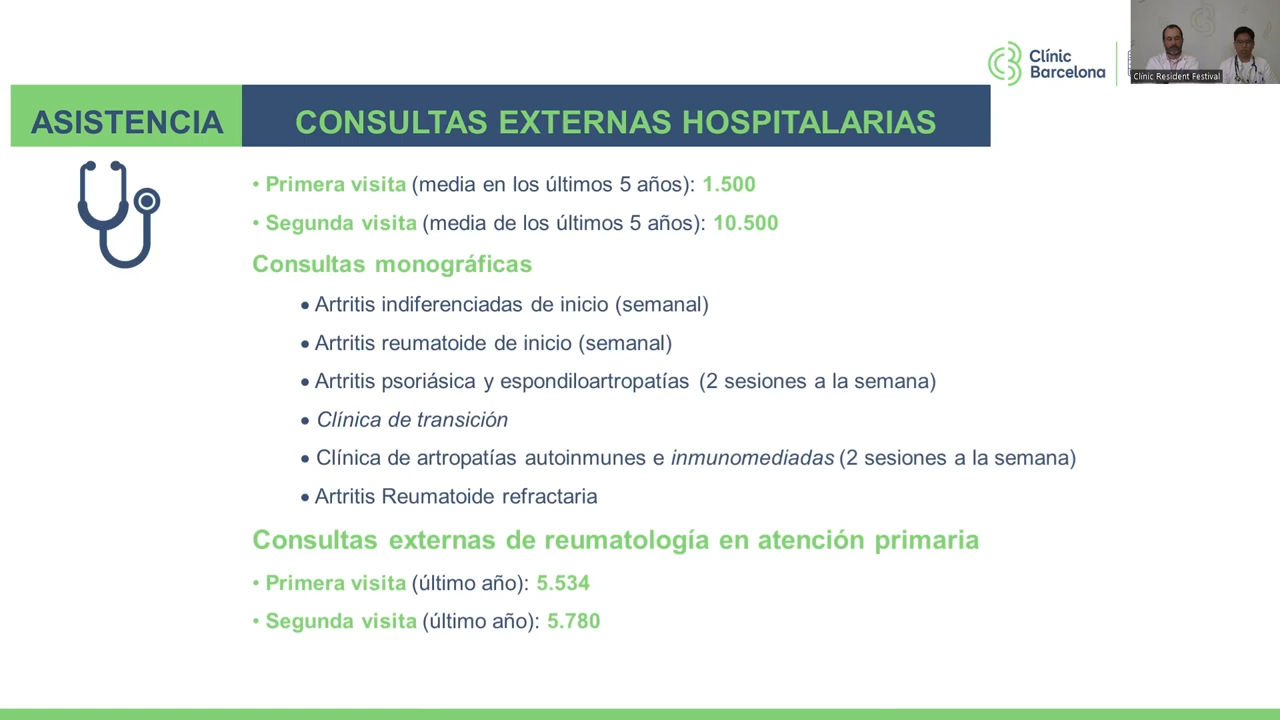 Clínic
Barcelona
Clínic Resident Festival
ASISTENCIA
CONSULTAS EXTERNAS HOSPITALARIAS
• Primera visita (media en los últimos 5 años): 1.500
• Segunda visita (media de los últimos 5 años): 10.500
Consultas monográficas
• Artritis indiferenciadas de inicio (semanal)
• Artritis reumatoide de inicio (semanal)
• Artritis psoriásica y espondiloartropatías (2 sesiones a la semana)
• Clínica de transición
• Clínica de artropatías autoinmunes e inmunomediadas (2 sesiones a la semana)
• Artritis Reumatoide refractaria
Consultas externas de reumatología en atención primaria
• Primera visita (último año): 5.534
• Segunda visita (último año): 5.780